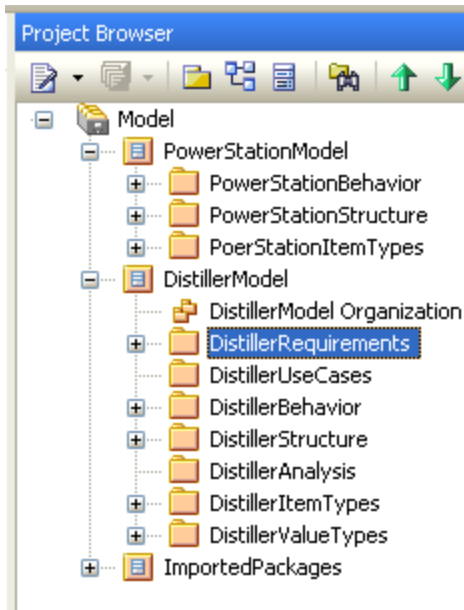 Project Browser
Model
PowerStationModel
PowerStationBehavior
PowerStationStructure
PoerStationItemTypes
DistillerModel
DistillerModel Organization
DistillerRequirements
DistillerUseCases
DistillerBehavior
DistillerStructure
DistillerAnalysis
DistillerItemTypes
DistillerValueTypes
ImportedPackages